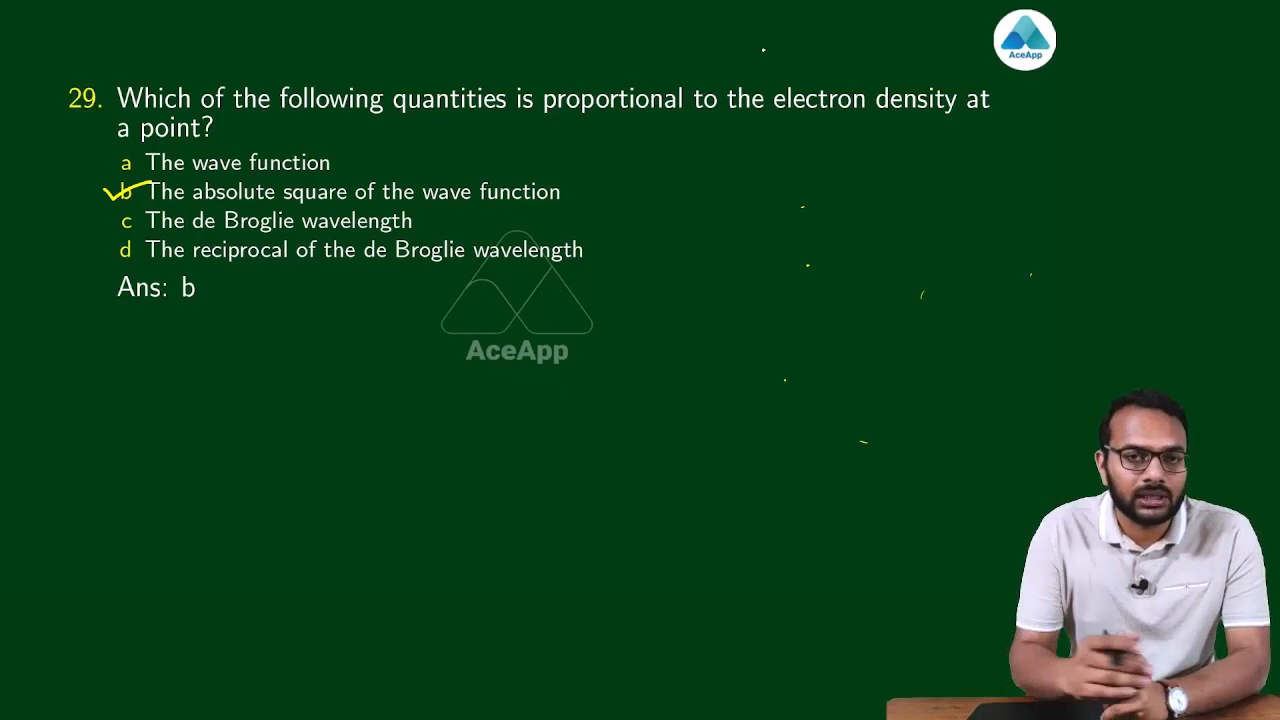 AceApp
29. Which of the following quantities is proportional to the electron density at
a point?
a The wave function
b The absolute square of the wave function
c The de Broglie wavelength
d The reciprocal of the de Broglie wavelength
Ans: b
AceApp